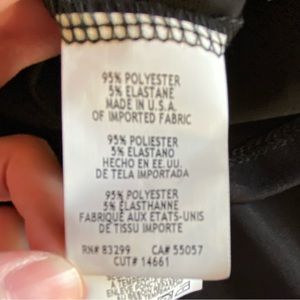 95% POLYESTER
5% ELASTANE
MADE IN U.S.A.
OF IMPORTED FABRIC
95% POLIESTER
5% ELASTANO
HECHO EN EE.UU.
DE TELA IMPORTADA
95% POLYESTER
5% ELASTHANNE
FABRIQUÉ AUX ETATS-UNIS
DE TISSU IMPORTE
RN# 83299 CA# 55057
CUT# 14661